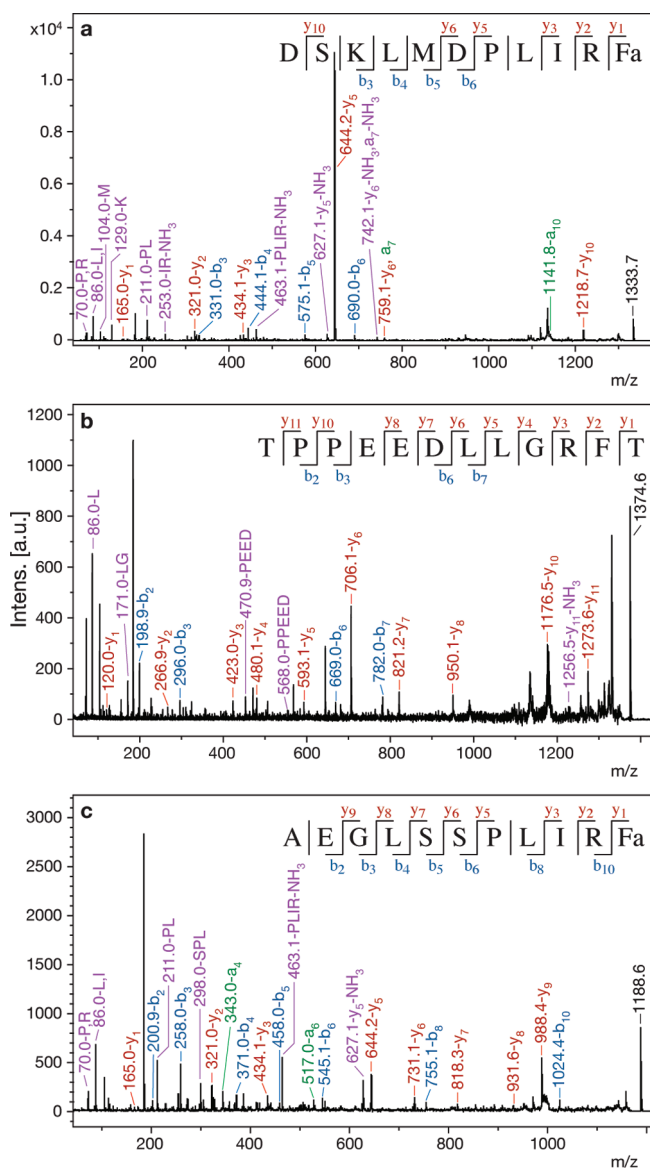 ×10⁴
a
y10 y6 y5 y3 y2 y1
D S K L M D P L I R Fa
b3 b4 b5 b6
1.0
0.8
0.6
0.4
0.2
0
70.0-P,R
86.0-L,I
104.0-M
129.0-K
165.0-y1
211.0-PL
253.0-IR-NH3
321.0-y2
331.0-b3
434.1-y3
444.1-b4
463.1-PLIR-NH3
575.1-b5
627.1-y5-NH3
644.2-y5
690.0-b6
742.1-y6-NH3,a7-NH3
759.1-y6, a7
1141.8-a10
1218.7-y10
1333.7
200 400 600 800 1000 1200
m/z
b
y11 y10 y8 y7 y6 y5 y4 y3 y2 y1
T P P E E D L L G R F T
b2 b3 b6 b7
Intens. [a.u.]
1200
1000
800
600
400
200
0
86.0-L
120.0-y1
171.0-LG
198.9-b2
266.9-y2
296.0-b3
423.0-y3
470.9-PEED
480.1-y4
568.0-PPEED
593.1-y5
669.0-b6
706.1-y6
782.0-b7
821.2-y7
950.1-y8
1176.5-y10
1256.5-y11-NH3
1273.6-y11
1374.6
200 400 600 800 1000 1200
m/z
c
y9 y8 y7 y6 y5 y3 y2 y1
A E G L S S P L I R Fa
b2 b3 b4 b5 b6 b8 b10
3000
2500
2000
1500
1000
500
0
70.0-P,R
86.0-L,I
165.0-y1
200.9-b2
211.0-PL
258.0-b3
298.0-SPL
321.0-y2
343.0-a4
371.0-b4
434.1-y3
458.0-b5
463.1-PLIR-NH3
517.0-a6
545.1-b6
627.1-y5-NH3
644.2-y5
731.1-y6
755.1-b8
818.3-y7
931.6-y8
988.4-y9
1024.4-b10
1188.6
200 400 600 800 1000
m/z